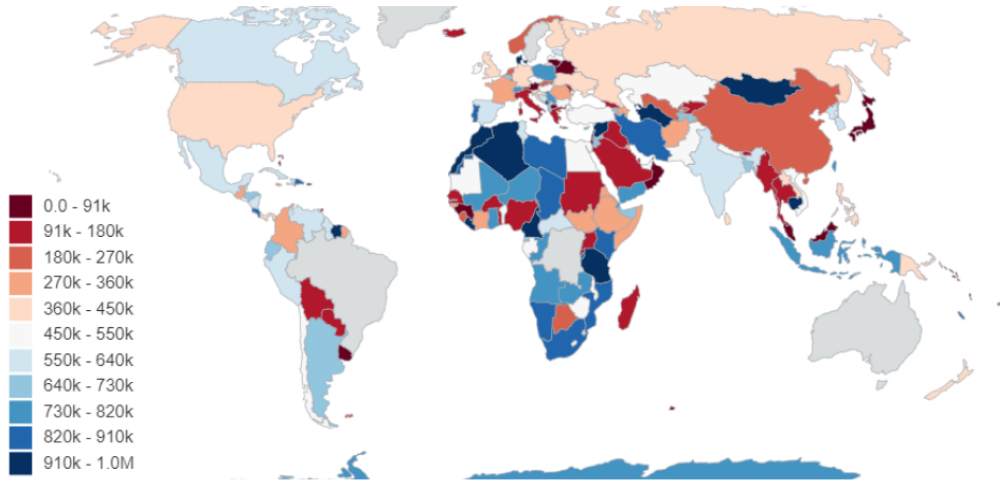 0.0 - 91k
91k - 180k
180k - 270k
270k - 360k
360k - 450k
450k - 550k
550k - 640k
640k - 730k
730k - 820k
820k - 910k
910k - 1.0M